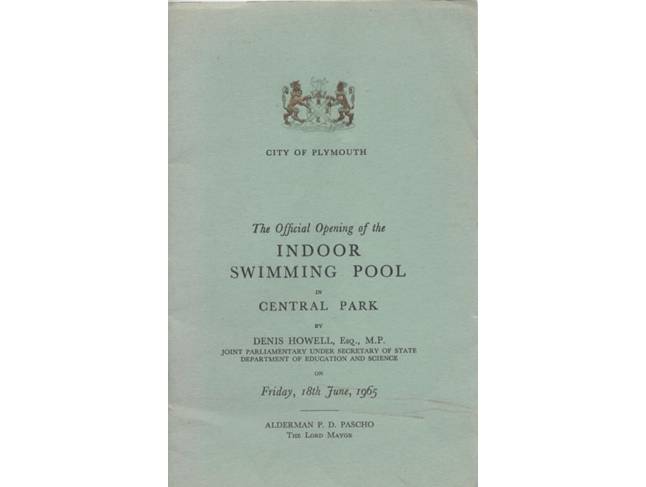 CITY OF PLYMOUTH
The Official Opening of the
INDOOR
SWIMMING POOL
IN
CENTRAL PARK
BY
DENIS HOWELL, Esq., M.P.
JOINT PARLIAMENTARY UNDER SECRETARY OF STATE
DEPARTMENT OF EDUCATION AND SCIENCE
ON
Friday, 18th June, 1965
ALDERMAN P. D. PASCHO
The Lord Mayor